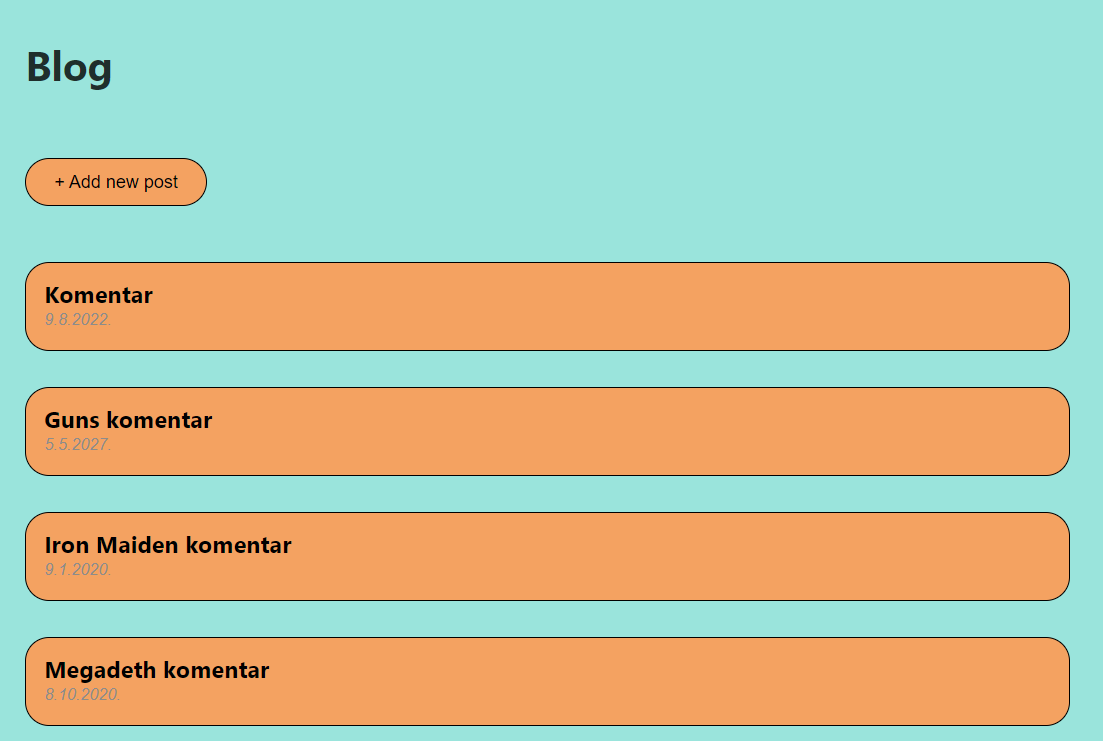 Blog
+ Add new post
Komentar
9.8.2022.
Guns komentar
5.5.2027.
Iron Maiden komentar
9.1.2020.
Megadeth komentar
8.10.2020.